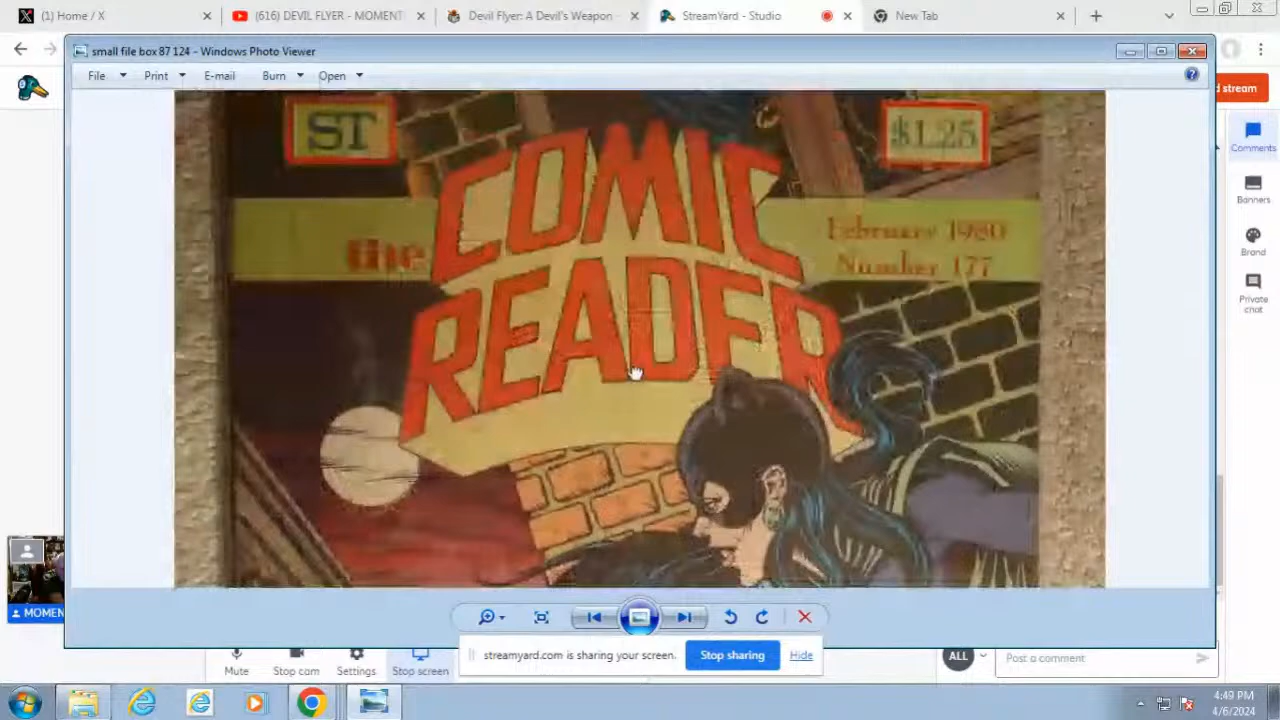 (1) Home / X
(616) DEVIL FLYER - MOMENT
Devil Flyer: A Devil's Weapon
StreamYard - Studio
New Tab
small file box 87 124 - Windows Photo Viewer
File Print E-mail Burn Open
d stream
ST
$1.25
COMIC
the
February 1980
Number 177
READER
Comments
Banners
Brand
Private
chat
MOMEN
streamyard.com is sharing your screen. Stop sharing Hide
Mute Stop cam Settings Stop screen
ALL
Post a comment
4:49 PM
4/6/2024